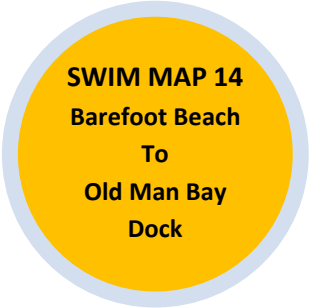 SWIM MAP 14
Barefoot Beach
To
Old Man Bay
Dock